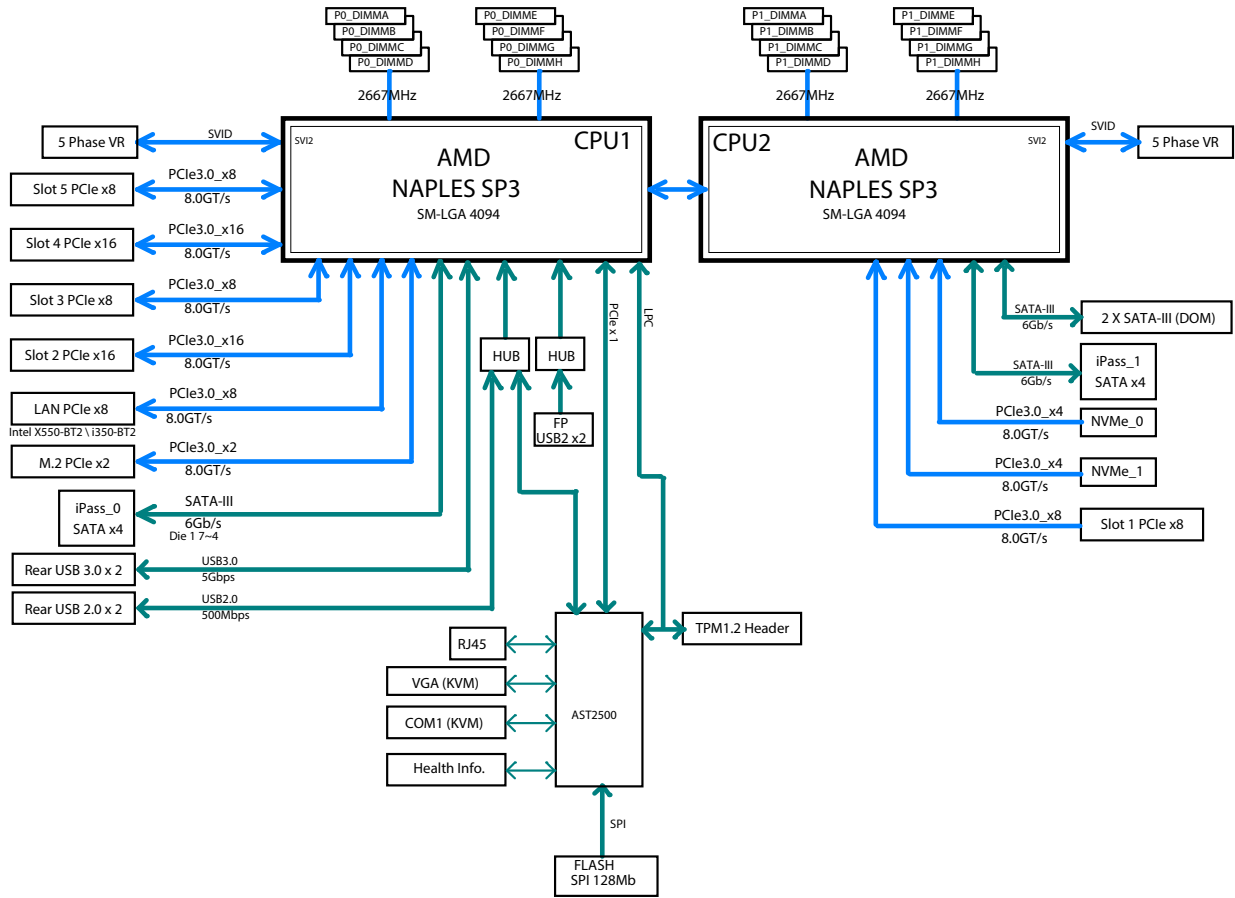 P0_DIMMA
P0_DIMMB
P0_DIMMC
P0_DIMMD
2667MHz
P0_DIMME
P0_DIMMF
P0_DIMMG
P0_DIMMH
2667MHz
P1_DIMMA
P1_DIMMB
P1_DIMMC
P1_DIMMD
2667MHz
P1_DIMME
P1_DIMMF
P1_DIMMG
P1_DIMMH
2667MHz
5 Phase VR
SVID
SVI2
CPU1
AMD
NAPLES SP3
SM-LGA 4094
CPU2
AMD
NAPLES SP3
SM-LGA 4094
SVI2
SVID
5 Phase VR
Slot 5 PCIe x8
PCIe3.0_x8
8.0GT/s
Slot 4 PCIe x16
PCIe3.0_x16
8.0GT/s
Slot 3 PCIe x8
PCIe3.0_x8
8.0GT/s
Slot 2 PCIe x16
PCIe3.0_x16
8.0GT/s
LAN PCIe x8
Intel X550-BT2 \ i350-BT2
PCIe3.0_x8
8.0GT/s
M.2 PCIe x2
PCIe3.0_x2
8.0GT/s
iPass_0
SATA x4
SATA-III
6Gb/s
Die 1 7~4
Rear USB 3.0 x 2
USB3.0
5Gbps
Rear USB 2.0 x 2
USB2.0
500Mbps
HUB
HUB
FP
USB2 x2
PCIe x 1
LPC
SATA-III
6Gb/s
2 X SATA-III (DOM)
SATA-III
6Gb/s
iPass_1
SATA x4
PCIe3.0_x4
8.0GT/s
NVMe_0
PCIe3.0_x4
8.0GT/s
NVMe_1
PCIe3.0_x8
8.0GT/s
Slot 1 PCIe x8
TPM1.2 Header
RJ45
VGA (KVM)
COM1 (KVM)
Health Info.
AST2500
SPI
FLASH
SPI 128Mb